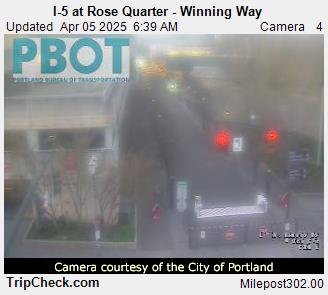 I-5 at Rose Quarter - Winning Way
Updated Apr 05 2025 6:39 AM Camera 4
PBOT
PORTLAND BUREAU OF TRANSPORTATION
Camera courtesy of the City of Portland
TripCheck.com Milepost302.00